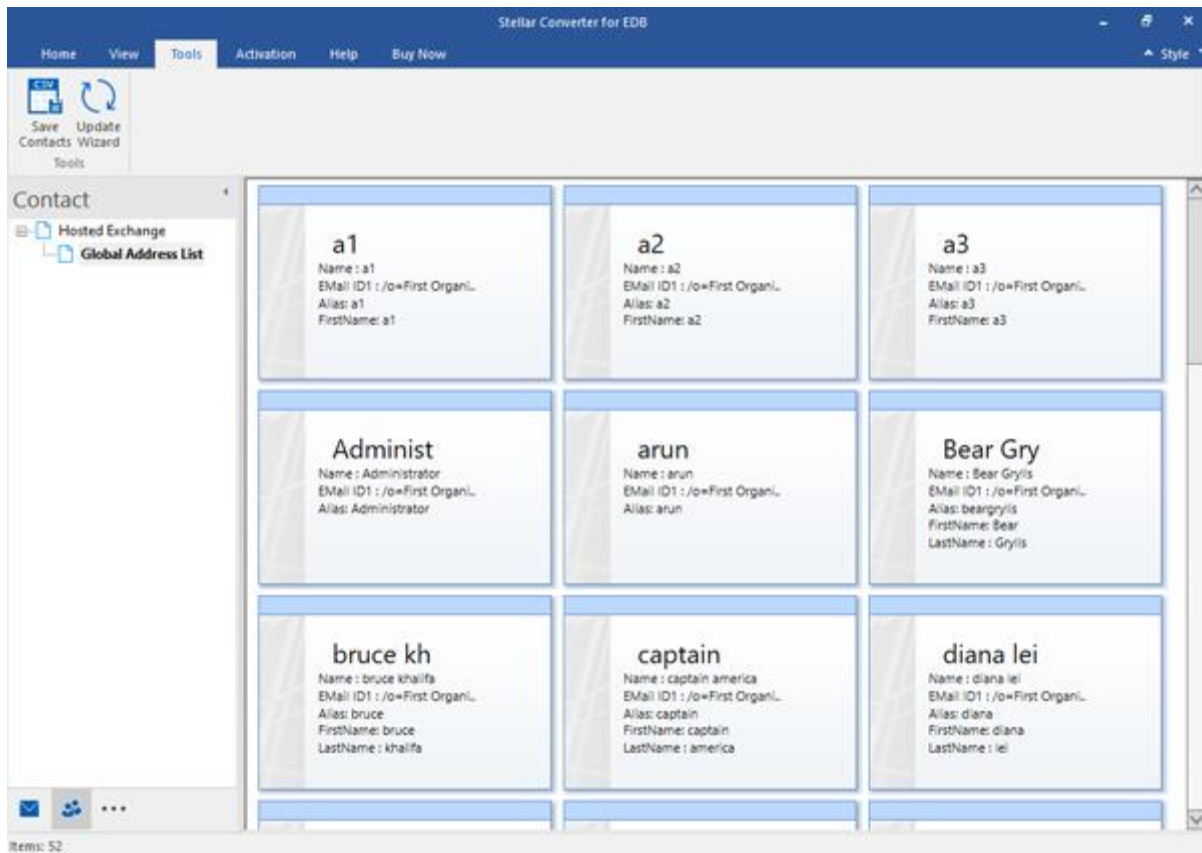 Stellar Converter for EDB
Home View Tools Activation Help Buy Now Style
CSV
Save Contacts
Update Wizard
Tools
Contact
Hosted Exchange
Global Address List
a1
Name : a1
EMail ID1 : /o=First Organi...
Alias: a1
FirstName: a1
a2
Name : a2
EMail ID1 : /o=First Organi...
Alias: a2
FirstName: a2
a3
Name : a3
EMail ID1 : /o=First Organi...
Alias: a3
FirstName: a3
Administ
Name : Administrator
EMail ID1 : /o=First Organi...
Alias: Administrator
arun
Name : arun
EMail ID1 : /o=First Organi...
Alias: arun
Bear Gry
Name : Bear Grylls
EMail ID1 : /o=First Organi...
Alias: beargrylls
FirstName: Bear
LastName : Grylls
bruce kh
Name : bruce khalifa
EMail ID1 : /o=First Organi...
Alias: bruce
FirstName: bruce
LastName : khalifa
captain
Name : captain america
EMail ID1 : /o=First Organi...
Alias: captain
FirstName: captain
LastName : america
diana lei
Name : diana lei
EMail ID1 : /o=First Organi...
Alias: diana
FirstName: diana
LastName : lei
Items: 52